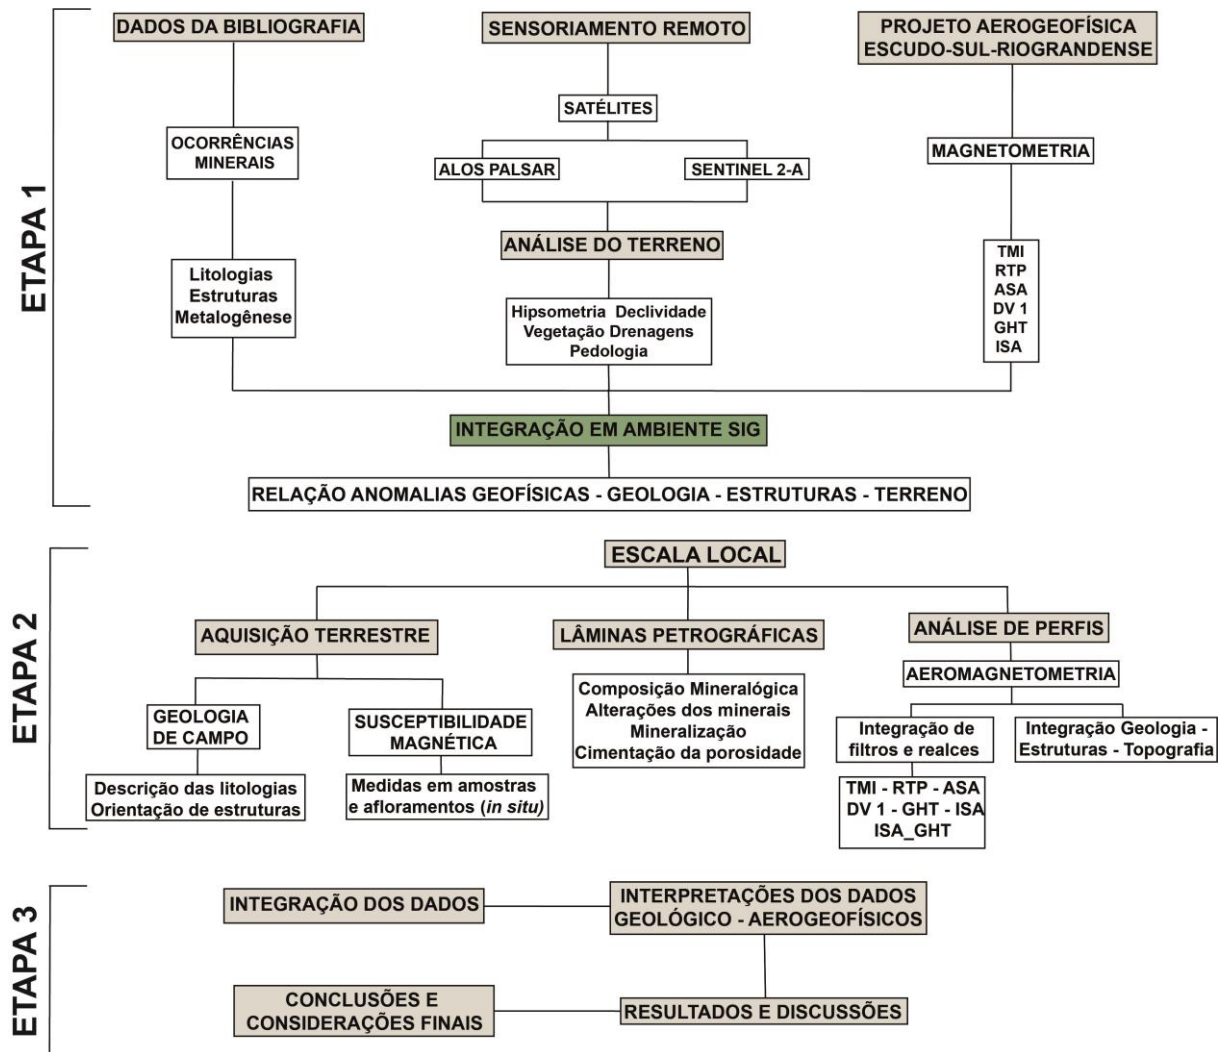 ETAPA 1
DADOS DA BIBLIOGRAFIA
OCORRÊNCIAS
MINERAIS
Litologias
Estruturas
Metalogênese
SENSORIAMENTO REMOTO
SATÉLITES
ALOS PALSAR
SENTINEL 2-A
ANÁLISE DO TERRENO
Hipsometria Declividade
Vegetação Drenagens
Pedologia
PROJETO AEROGEOFÍSICA
ESCUDO-SUL-RIOGRANDENSE
MAGNETOMETRIA
TMI
RTP
ASA
DV 1
GHT
ISA
INTEGRAÇÃO EM AMBIENTE SIG
RELAÇÃO ANOMALIAS GEOFÍSICAS - GEOLOGIA - ESTRUTURAS - TERRENO
ETAPA 2
ESCALA LOCAL
AQUISIÇÃO TERRESTRE
GEOLOGIA
DE CAMPO
Descrição das litologias
Orientação de estruturas
SUSCEPTIBILIDADE
MAGNÉTICA
Medidas em amostras
e afloramentos (in situ)
LÂMINAS PETROGRÁFICAS
Composição Mineralógica
Alterações dos minerais
Mineralização
Cimentação da porosidade
ANÁLISE DE PERFIS
AEROMAGNETOMETRIA
Integração de
filtros e realces
TMI - RTP - ASA
DV 1 - GHT - ISA
ISA_GHT
Integração Geologia -
Estruturas - Topografia
ETAPA 3
INTEGRAÇÃO DOS DADOS
INTERPRETAÇÕES DOS DADOS
GEOLÓGICO - AEROGEOFÍSICOS
CONCLUSÕES E
CONSIDERAÇÕES FINAIS
RESULTADOS E DISCUSSÕES